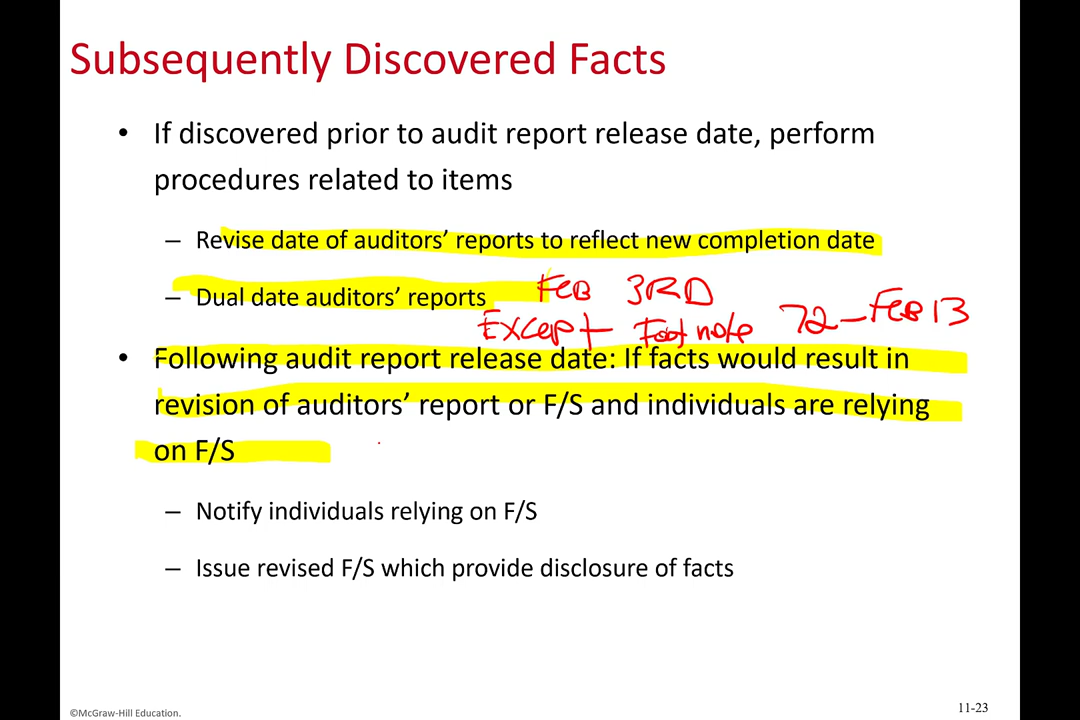 Subsequently Discovered Facts
• If discovered prior to audit report release date, perform
procedures related to items
– Revise date of auditors' reports to reflect new completion date
– Dual date auditors' reports
FeB 3RD
Except Footnote 72 – FeB 13
• Following audit report release date: If facts would result in
revision of auditors' report or F/S and individuals are relying
on F/S
– Notify individuals relying on F/S
– Issue revised F/S which provide disclosure of facts
©McGraw-Hill Education.
11-23